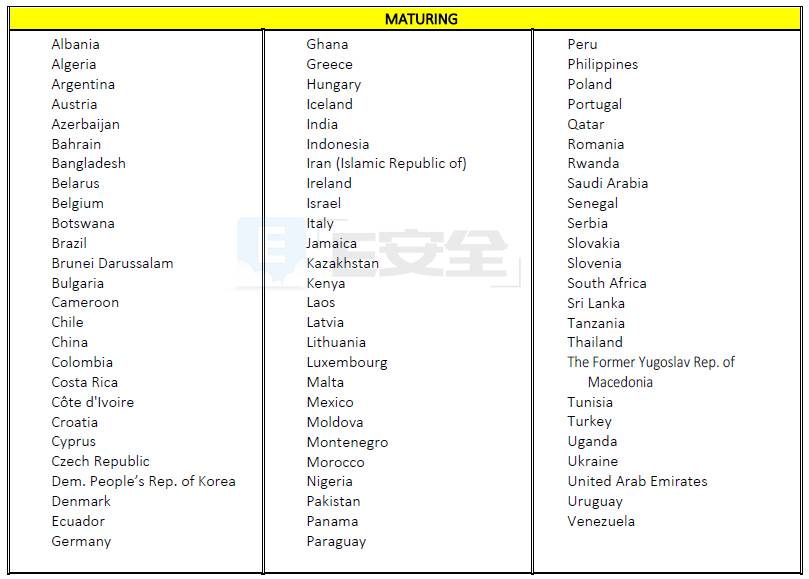 MATURING
Albania
Algeria
Argentina
Austria
Azerbaijan
Bahrain
Bangladesh
Belarus
Belgium
Botswana
Brazil
Brunei Darussalam
Bulgaria
Cameroon
Chile
China
Colombia
Costa Rica
Côte d'Ivoire
Croatia
Cyprus
Czech Republic
Dem. People’s Rep. of Korea
Denmark
Ecuador
Germany
Ghana
Greece
Hungary
Iceland
India
Indonesia
Iran (Islamic Republic of)
Ireland
Israel
Italy
Jamaica
Kazakhstan
Kenya
Laos
Latvia
Lithuania
Luxembourg
Malta
Mexico
Moldova
Montenegro
Morocco
Nigeria
Pakistan
Panama
Paraguay
Peru
Philippines
Poland
Portugal
Qatar
Romania
Rwanda
Saudi Arabia
Senegal
Serbia
Slovakia
Slovenia
South Africa
Sri Lanka
Tanzania
Thailand
The Former Yugoslav Rep. of
Macedonia
Tunisia
Turkey
Uganda
Ukraine
United Arab Emirates
Uruguay
Venezuela
E安全